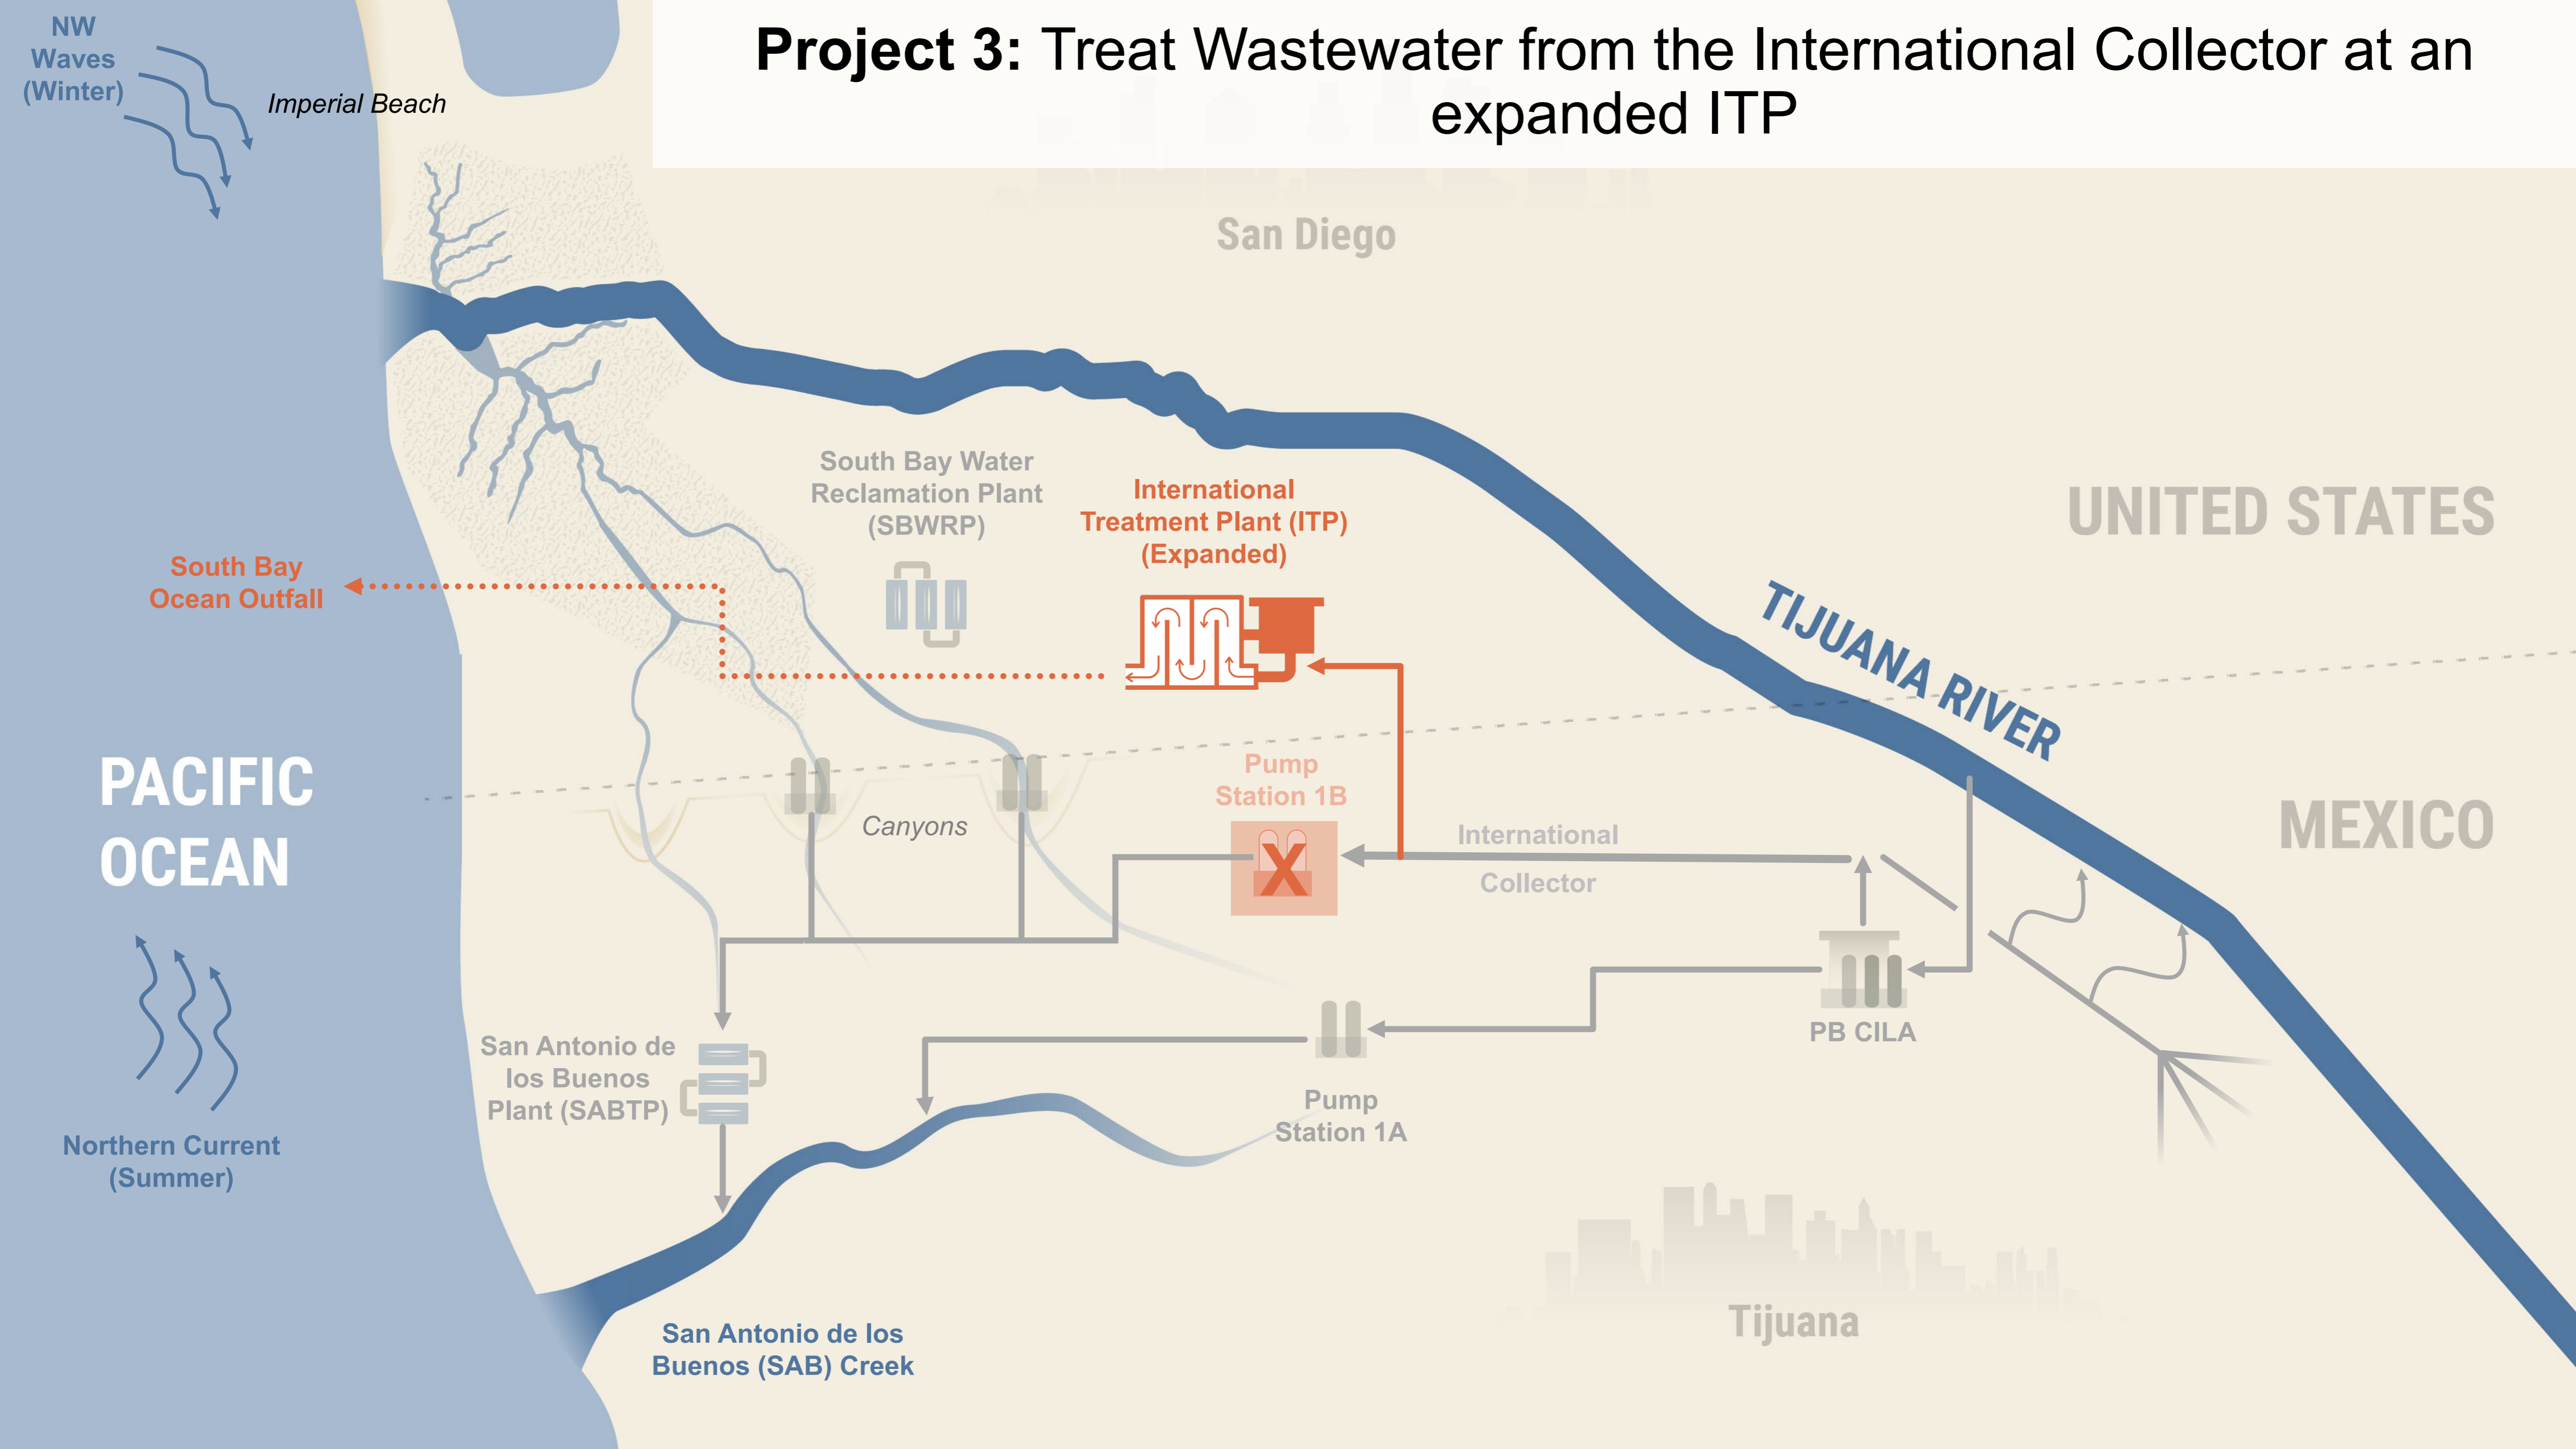 Project 3: Treat Wastewater from the International Collector at an
expanded ITP
NW
Waves
(Winter)
Imperial Beach
San Diego
South Bay Water
Reclamation Plant
(SBWRP)
International
Treatment Plant (ITP)
(Expanded)
UNITED STATES
South Bay
Ocean Outfall
TIJUANA RIVER
PACIFIC
OCEAN
Pump
Station 1B
X
Canyons
International
Collector
MEXICO
San Antonio de
los Buenos
Plant (SABTP)
PB CILA
Pump
Station 1A
Northern Current
(Summer)
Tijuana
San Antonio de los
Buenos (SAB) Creek